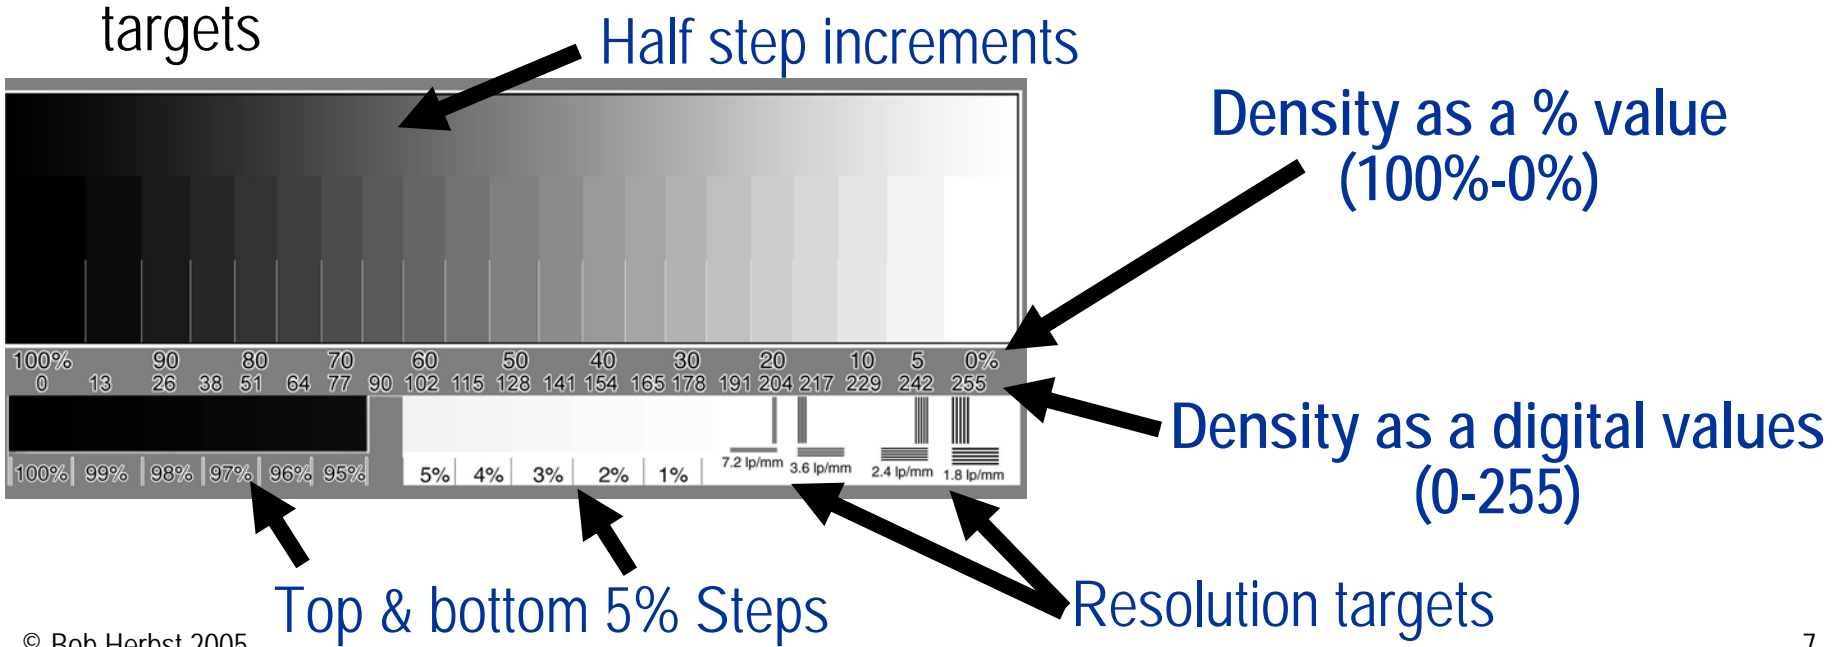 targets
Half step increments
Density as a % value
(100%-0%)
100% 90 80 70 60 50 40 30 20 10 5 0%
0 13 26 38 51 64 77 90 102 115 128 141 154 165 178 191 204 217 229 242 255
Density as a digital values
(0-255)
100% 99% 98% 97% 96% 95% 5% 4% 3% 2% 1% 7.2 lp/mm 3.6 lp/mm 2.4 lp/mm 1.8 lp/mm
Top & bottom 5% Steps
Resolution targets
© Bob Herbst 2005
7